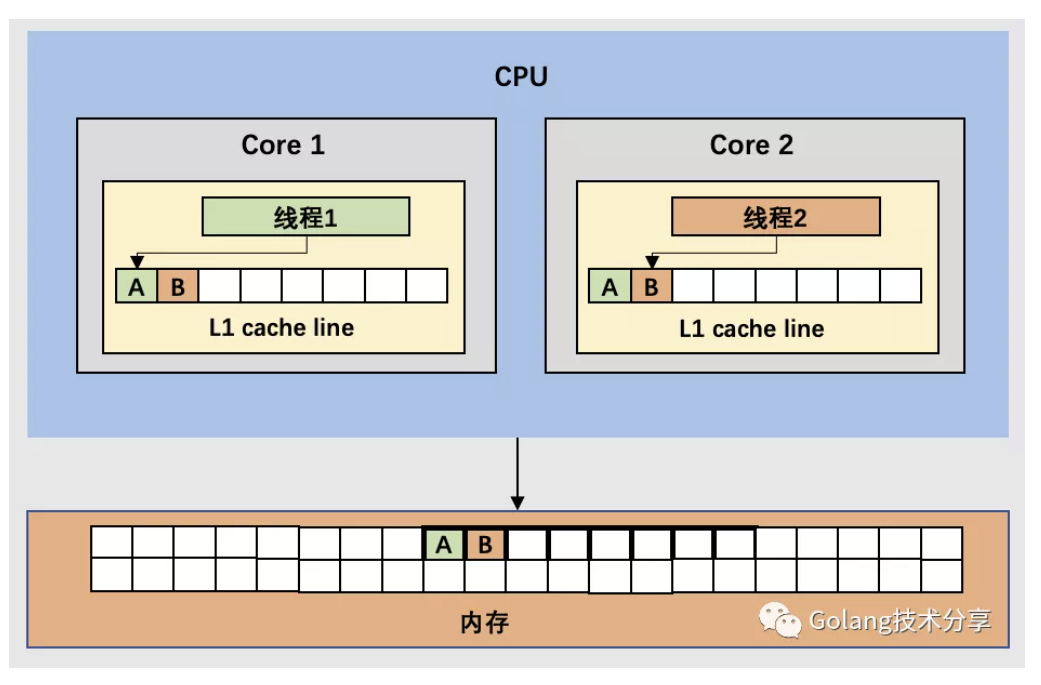 CPU
Core 1
Core 2
线程1
线程2
A B
A B
L1 cache line
L1 cache line
A B
内存
Golang技术分享